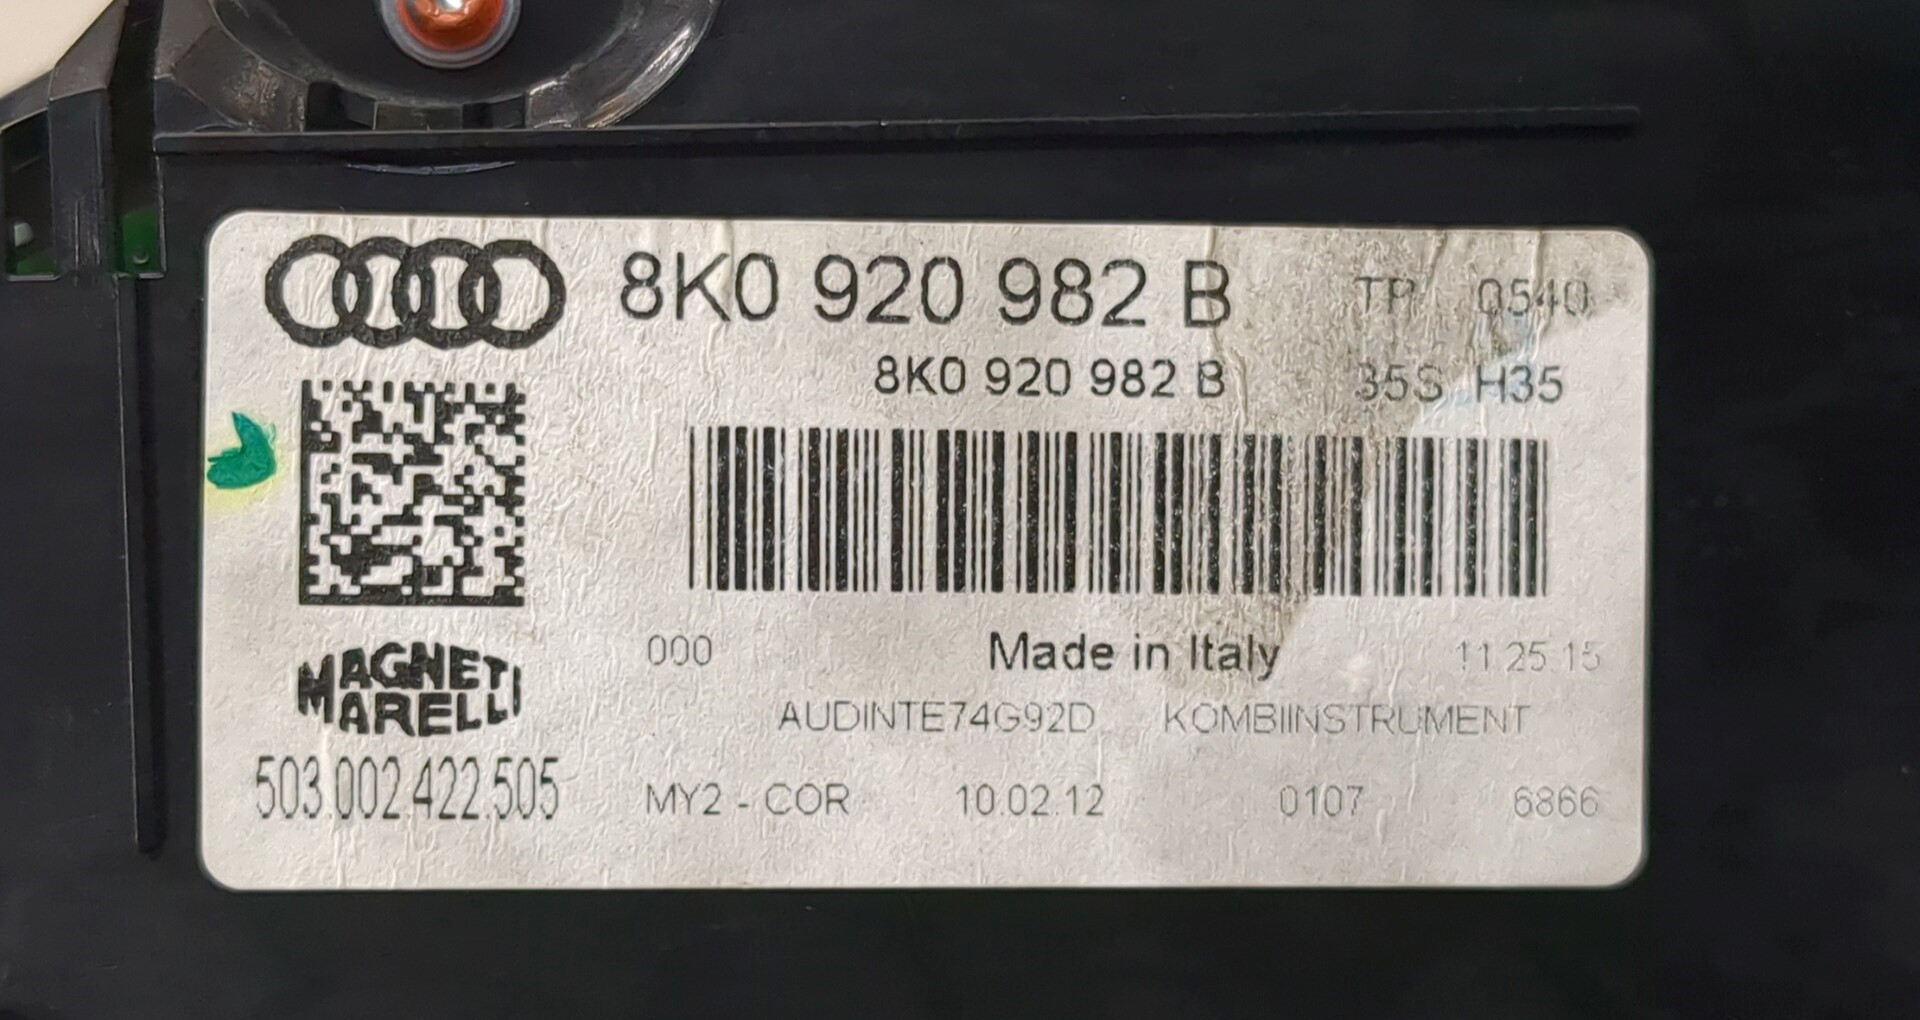 8K0 920 982 B TP 0540
8K0 920 982 B 35S H35
000 Made in Italy 11 25 15
MAGNETI
MARELLI
AUDINTE74G92D KOMBIINSTRUMENT
503.002.422.505 MY2 - COR 10.02.12 0107 6866